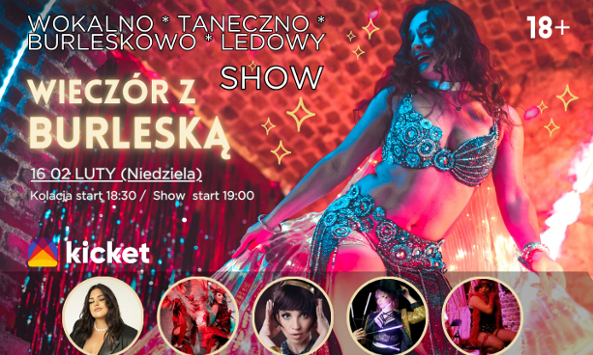 WOKALNO * TANECZNO *
BURLESKOWO * LEDOWY
SHOW
18+
WIECZÓR Z
BURLESKĄ
16 02 LUTY (Niedziela)
Kolacja start 18:30 / Show start 19:00
kicket